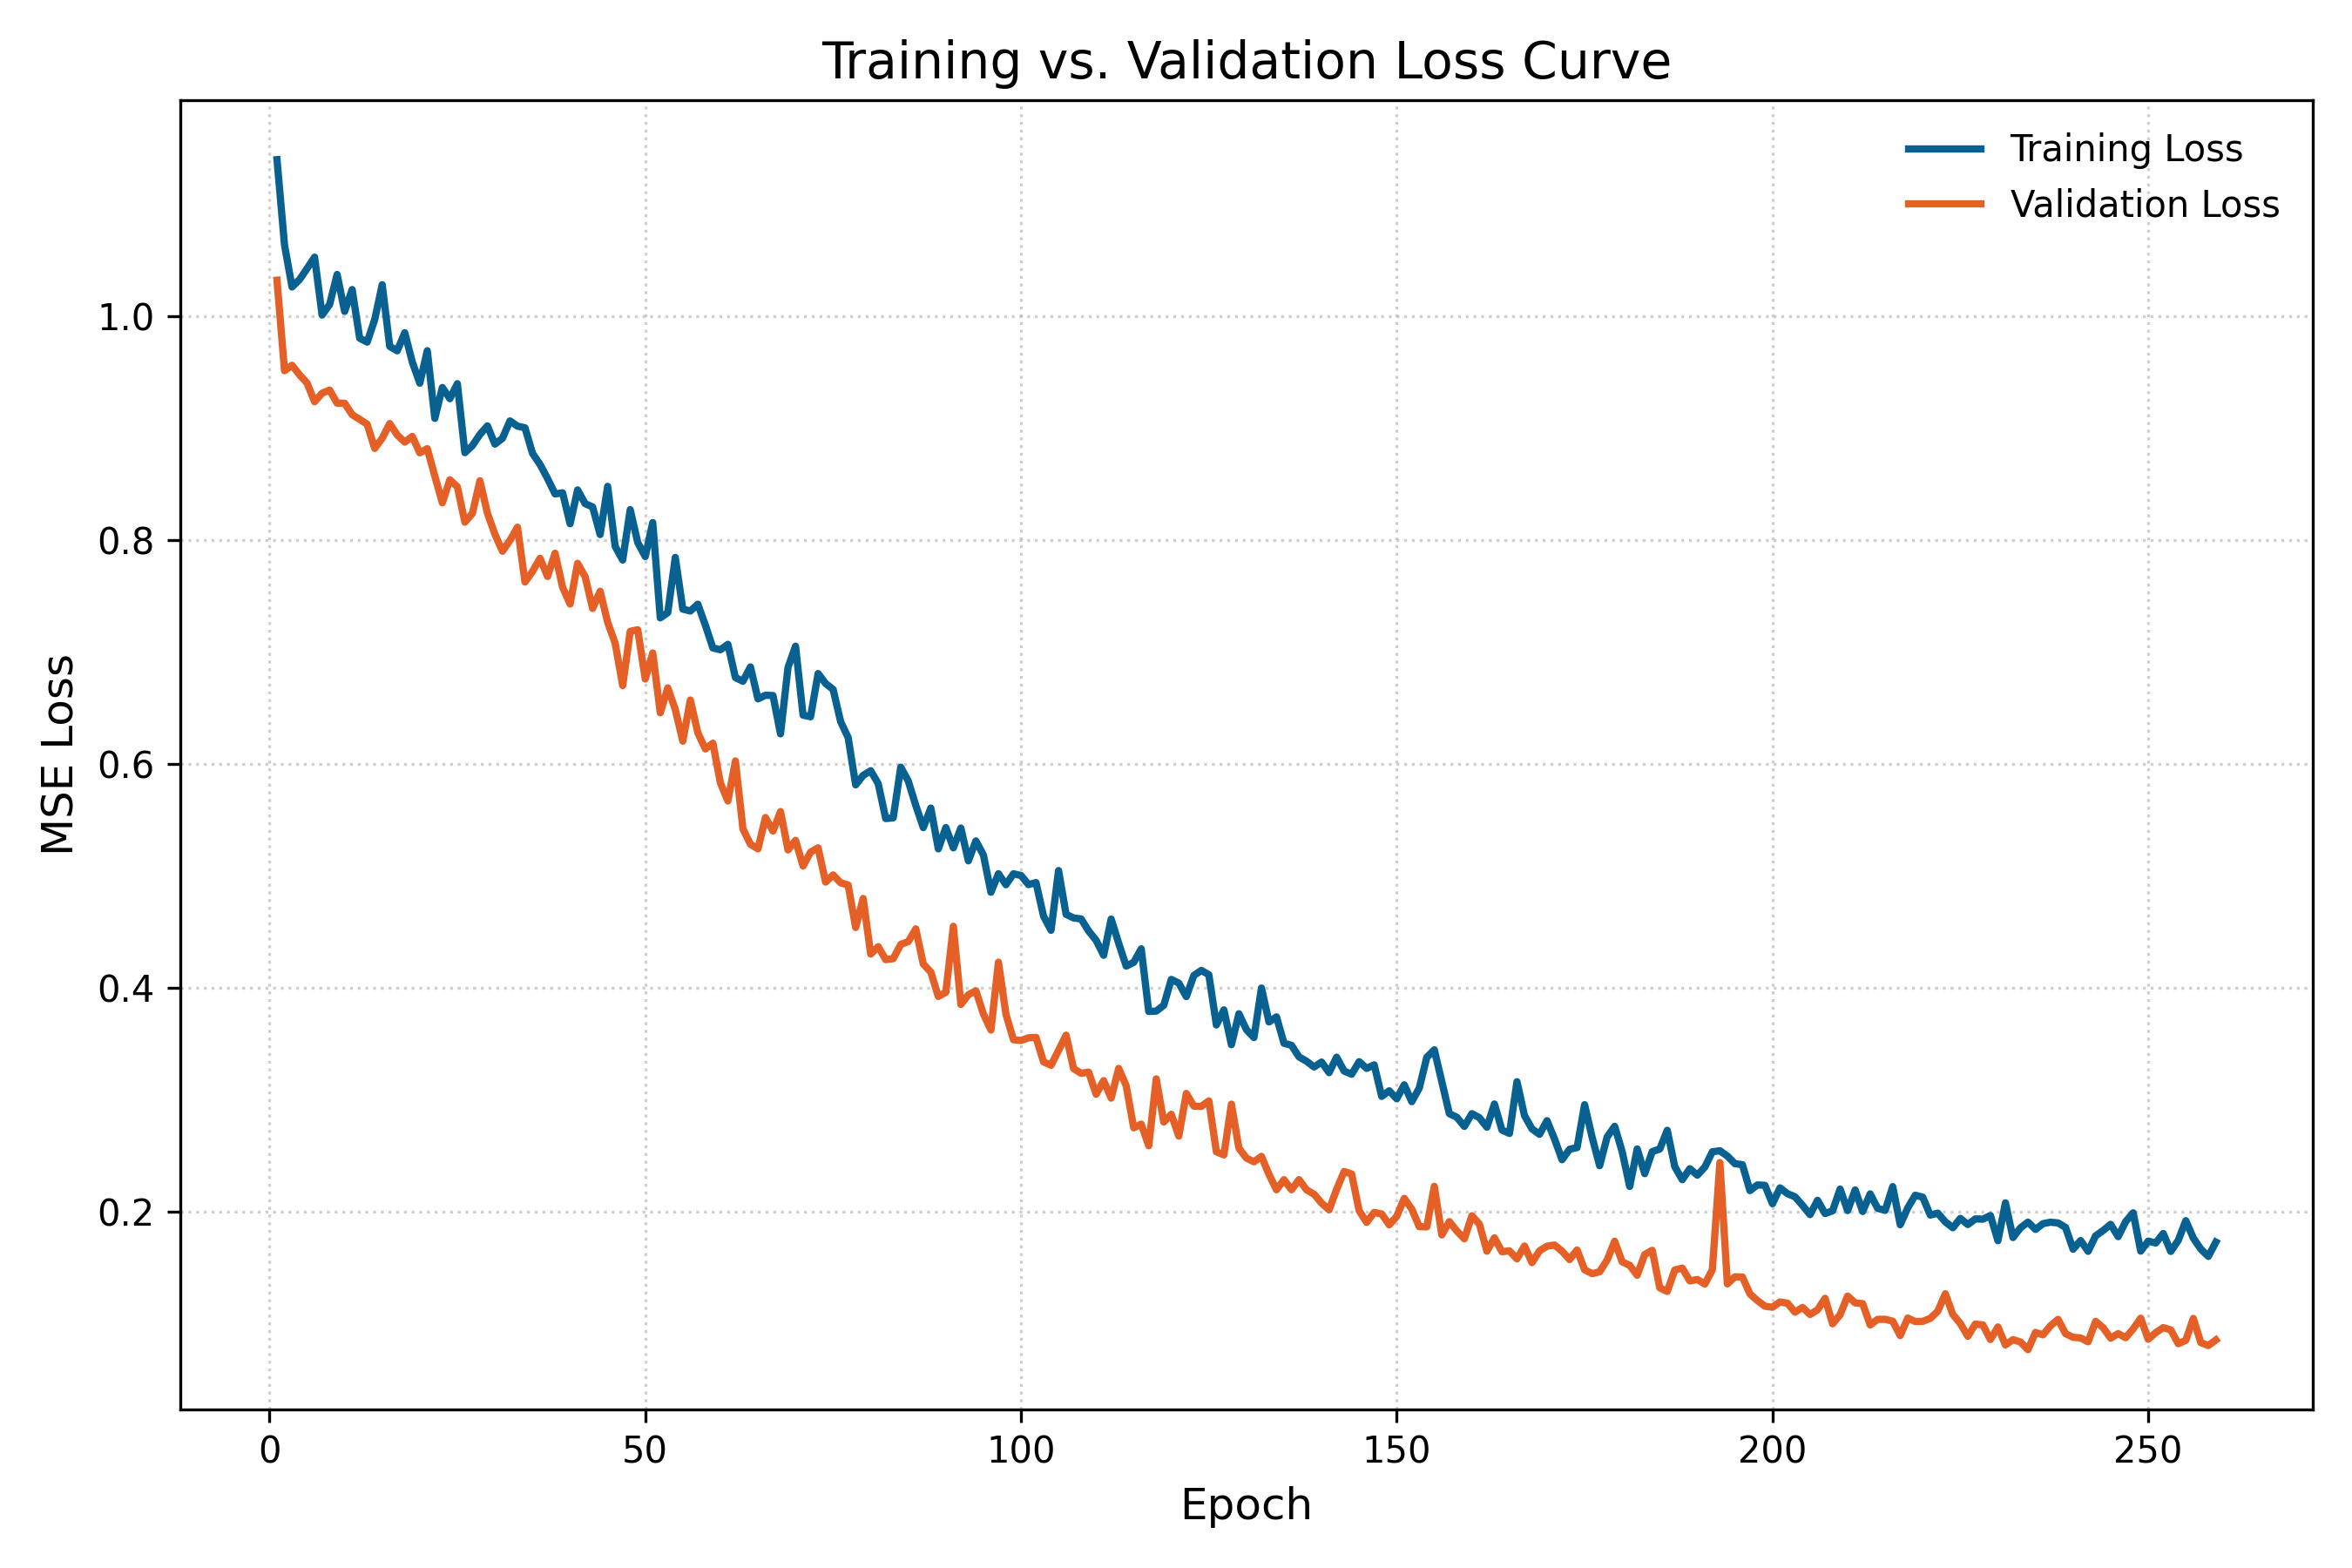 Training vs. Validation Loss Curve
Training Loss
Validation Loss
1.0
0.8
0.6
0.4
0.2
MSE Loss
0 50 100 150 200 250
Epoch